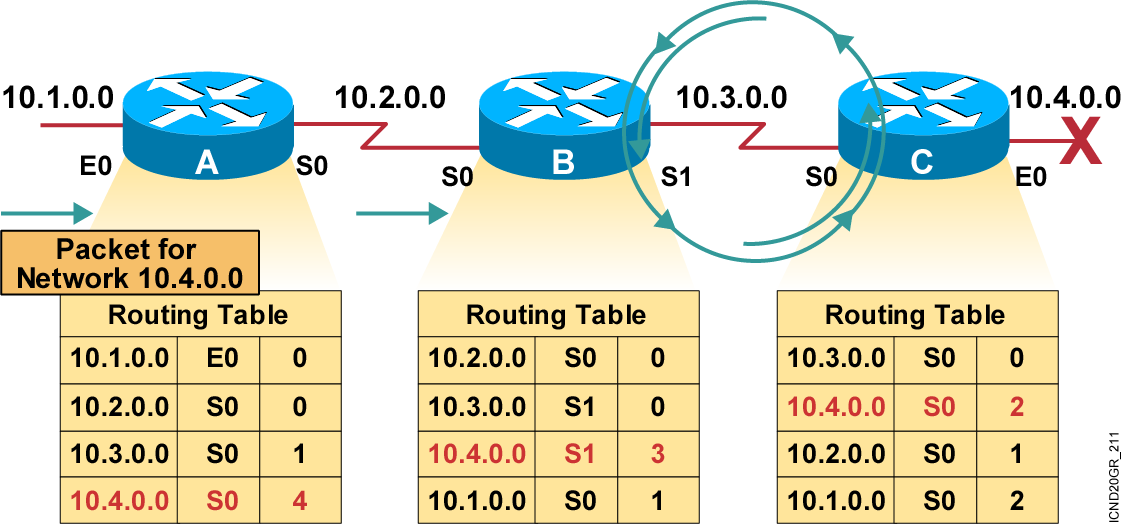 10.1.0.0 10.2.0.0 10.3.0.0 10.4.0.0
A B C X
E0 S0 S0 S1 S0 E0
Packet for
Network 10.4.0.0
Routing Table
10.1.0.0 E0 0
10.2.0.0 S0 0
10.3.0.0 S0 1
10.4.0.0 S0 4
Routing Table
10.2.0.0 S0 0
10.3.0.0 S1 0
10.4.0.0 S1 3
10.1.0.0 S0 1
Routing Table
10.3.0.0 S0 0
10.4.0.0 S0 2
10.2.0.0 S0 1
10.1.0.0 S0 2
ICND20GR_211